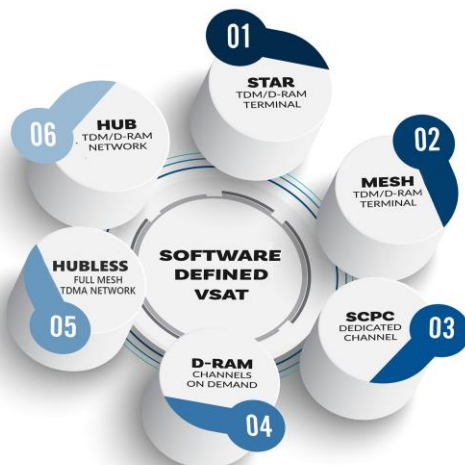 SOFTWARE
DEFINED
VSAT
01
STAR
TDM/D-RAM
TERMINAL
02
MESH
TDM/D-RAM
TERMINAL
03
SCPC
DEDICATED
CHANNEL
04
D-RAM
CHANNELS
ON DEMAND
05
HUBLESS
FULL MESH
TDMA NETWORK
06
HUB
TDM/D-RAM
NETWORK